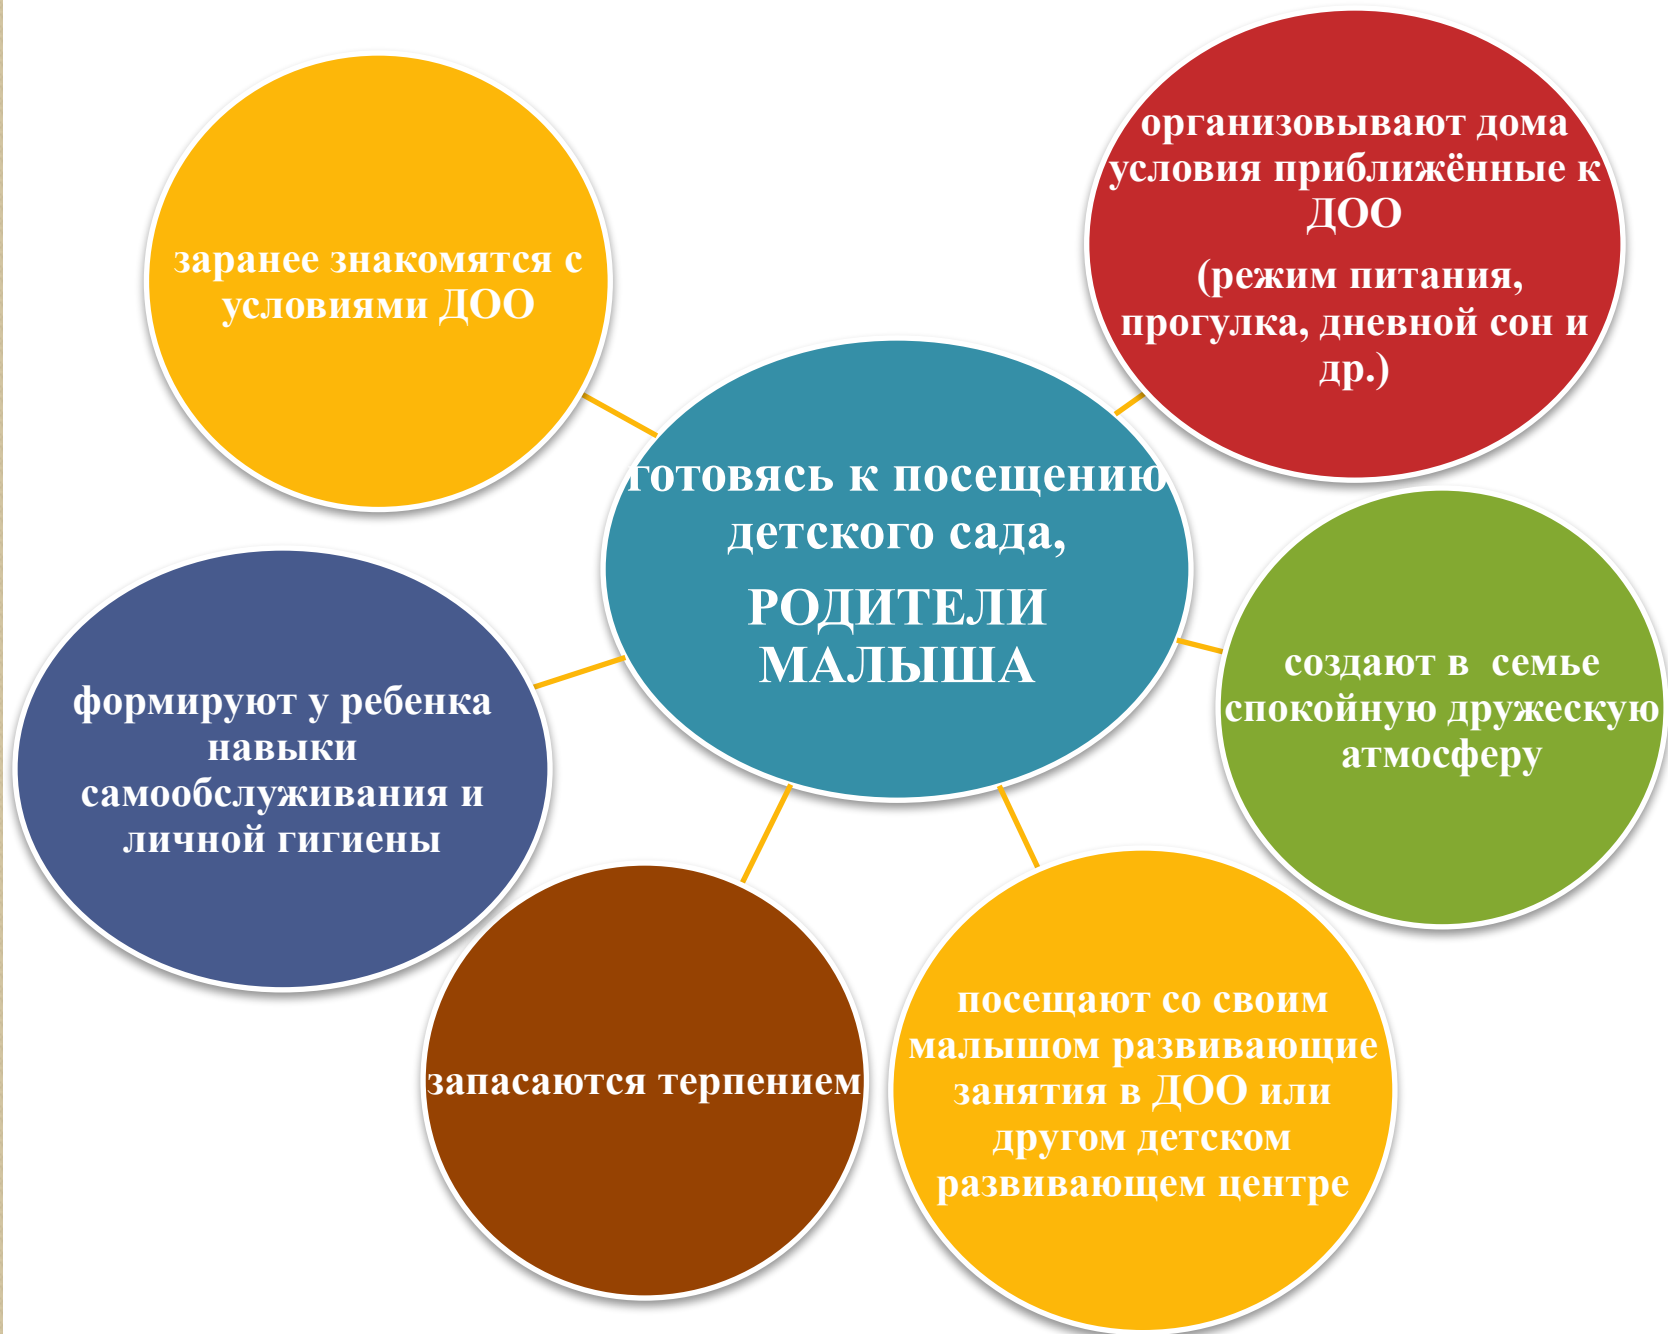 заранее знакомятся с
условиями ДОО
организовывают дома
условия приближённые к
ДОО
(режим питания,
прогулка, дневной сон и
др.)
готовясь к посещению
детского сада,
РОДИТЕЛИ
МАЛЫША
создают в семье
спокойную дружескую
атмосферу
формируют у ребенка
навыки
самообслуживания и
личной гигиены
запасаются терпением
посещают со своим
малышом развивающие
занятия в ДОО или
другом детском
развивающем центре